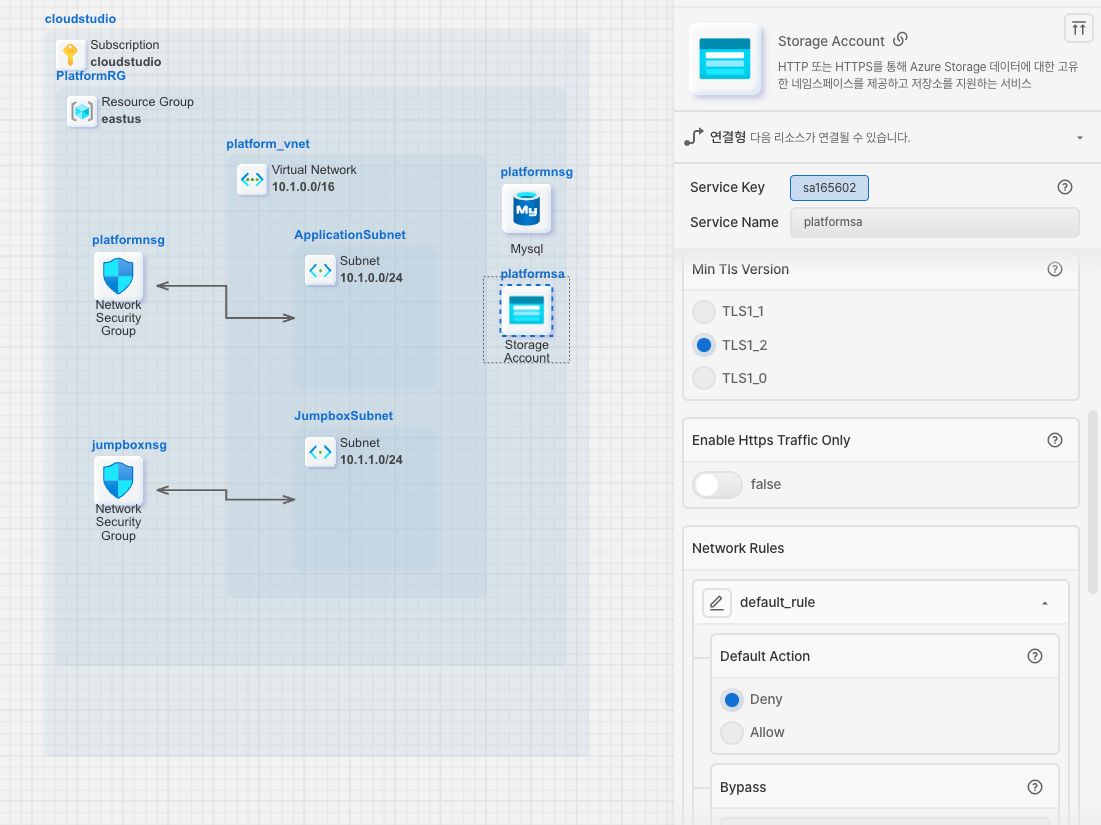 cloudstudio
Subscription
cloudstudio
PlatformRG
Resource Group
eastus
platform_vnet
Virtual Network
10.1.0.0/16
platformnsg
Mysql
platformnsg
Network
Security
Group
ApplicationSubnet
Subnet
10.1.0.0/24
platformsa
Storage
Account
jumpboxnsg
Network
Security
Group
JumpboxSubnet
Subnet
10.1.1.0/24
Storage Account
HTTP 또는 HTTPS를 통해 Azure Storage 데이터에 대한 고유
한 네임스페이스를 제공하고 저장소를 지원하는 서비스
연결형 다음 리소스가 연결될 수 있습니다.
Service Key sa165602
Service Name platformsa
Min Tls Version
TLS1_1
TLS1_2
TLS1_0
Enable Https Traffic Only
false
Network Rules
default_rule
Default Action
Deny
Allow
Bypass